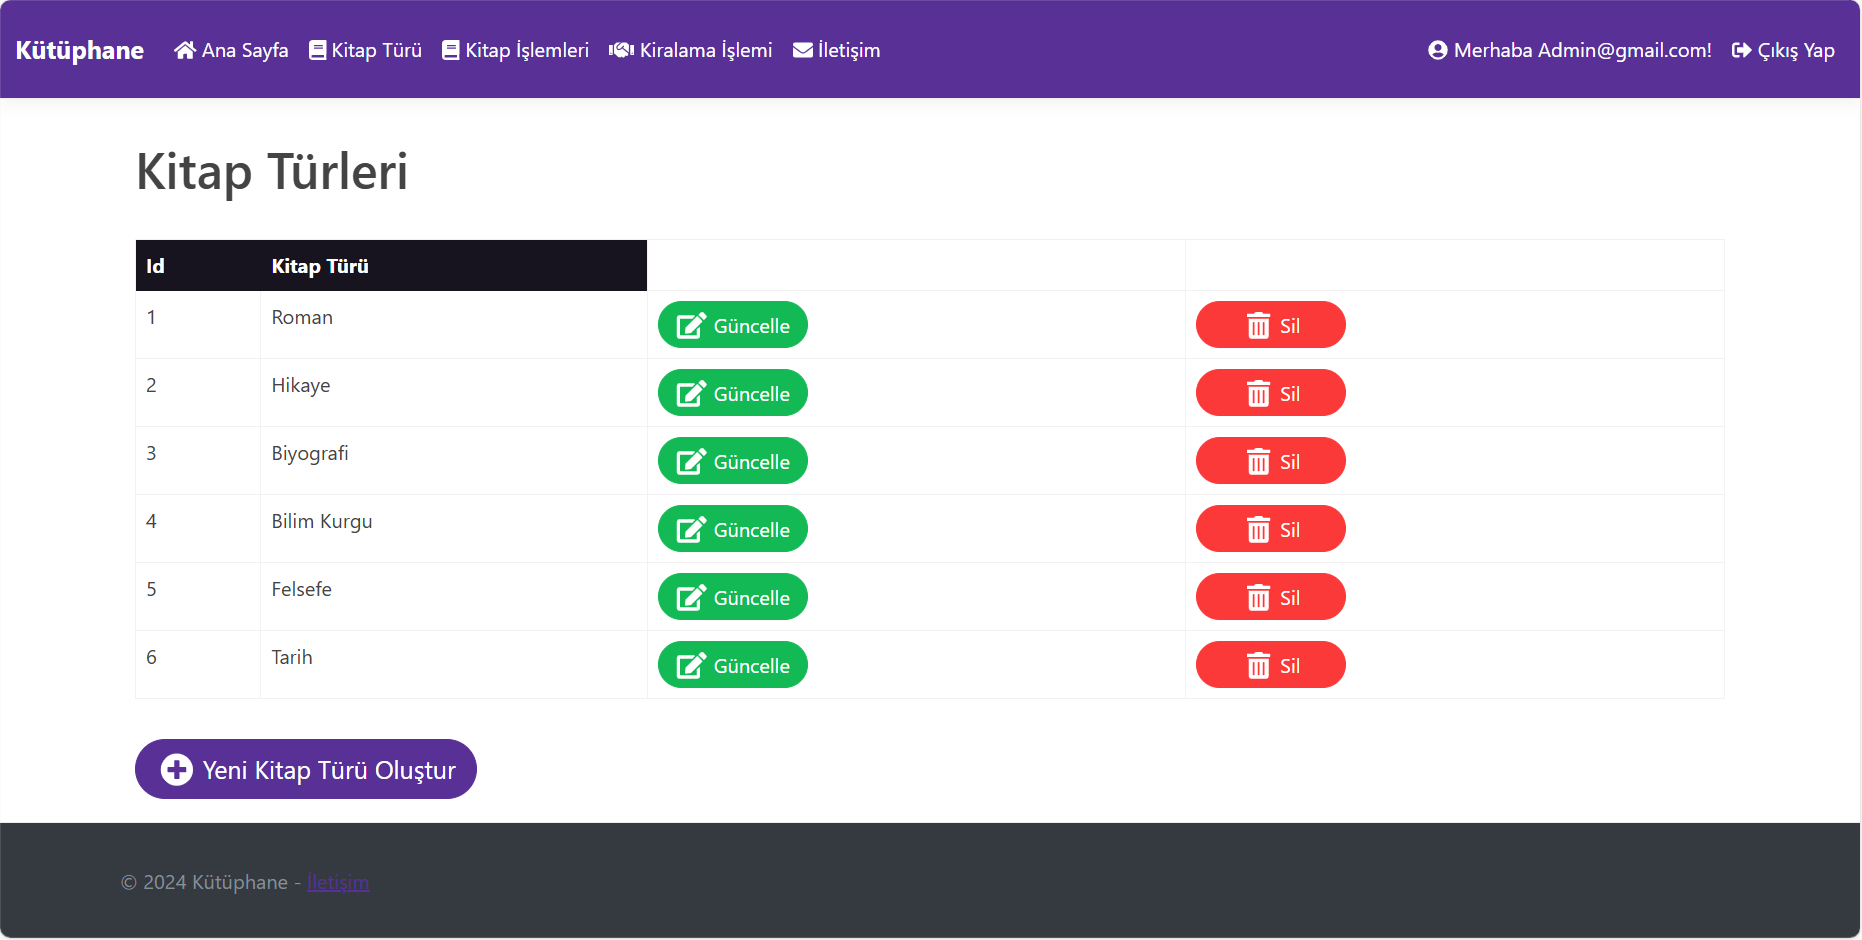 Kütüphane Ana Sayfa Kitap Türü Kitap İşlemleri Kiralama İşlemi İletişim Merhaba Admin@gmail.com! Çıkış Yap
Kitap Türleri
Id Kitap Türü
1 Roman Güncelle Sil
2 Hikaye Güncelle Sil
3 Biyografi Güncelle Sil
4 Bilim Kurgu Güncelle Sil
5 Felsefe Güncelle Sil
6 Tarih Güncelle Sil
Yeni Kitap Türü Oluştur
© 2024 Kütüphane - İletişim